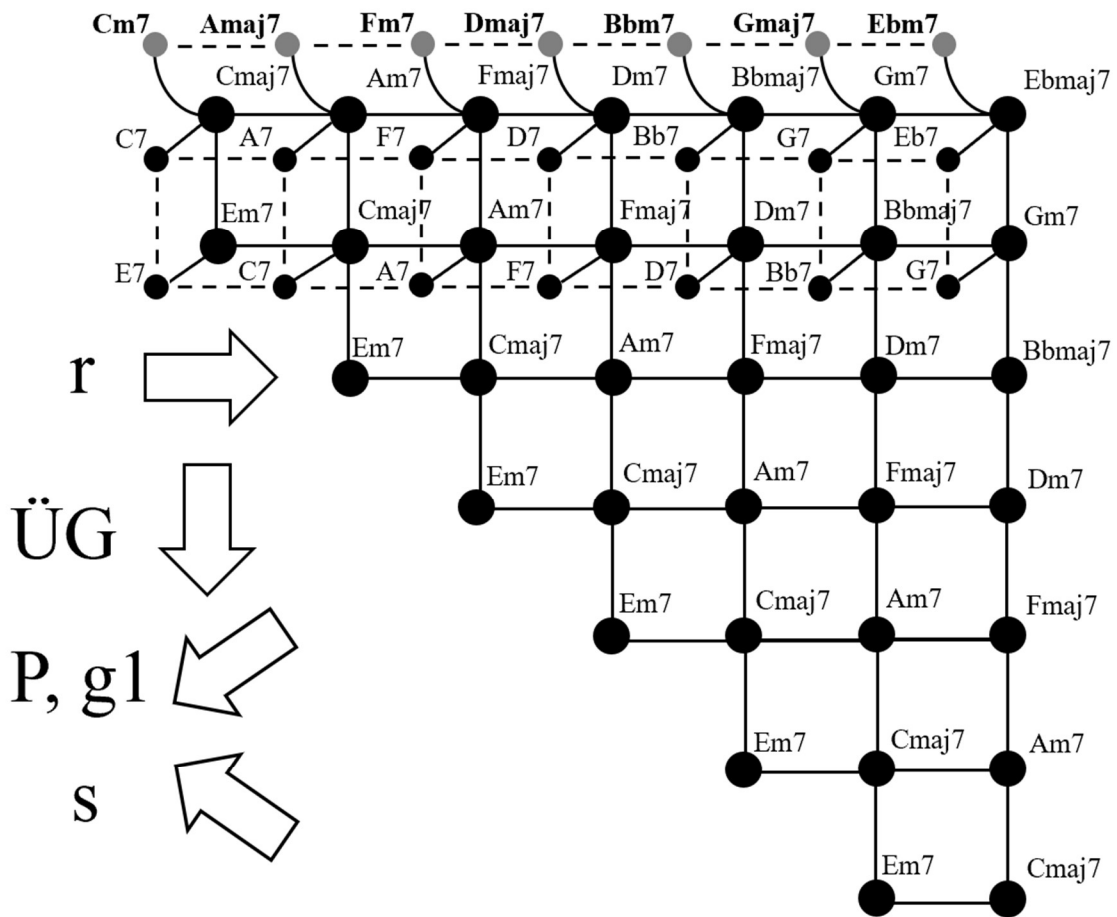 Cm7 Amaj7 Fm7 Dmaj7 Bbm7 Gmaj7 Ebm7
Cmaj7 Am7 Fmaj7 Dm7 Bbmaj7 Gm7 Ebmaj7
C7 A7 F7 D7 Bb7 G7 Eb7
Em7 Cmaj7 Am7 Fmaj7 Dm7 Bbmaj7 Gm7
E7 C7 A7 F7 D7 Bb7 G7
r
Em7 Cmaj7 Am7 Fmaj7 Dm7 Bbmaj7
ÜG
Em7 Cmaj7 Am7 Fmaj7 Dm7
P, g1
Em7 Cmaj7 Am7 Fmaj7
s
Em7 Cmaj7 Am7
Em7 Cmaj7